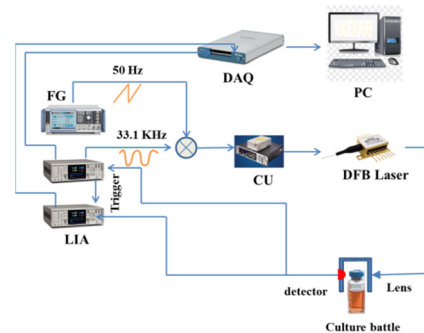 DAQ
PC
50 Hz
FG
33.1 KHz
CU
DFB Laser
Trigger
LIA
detector
Lens
Culture battle